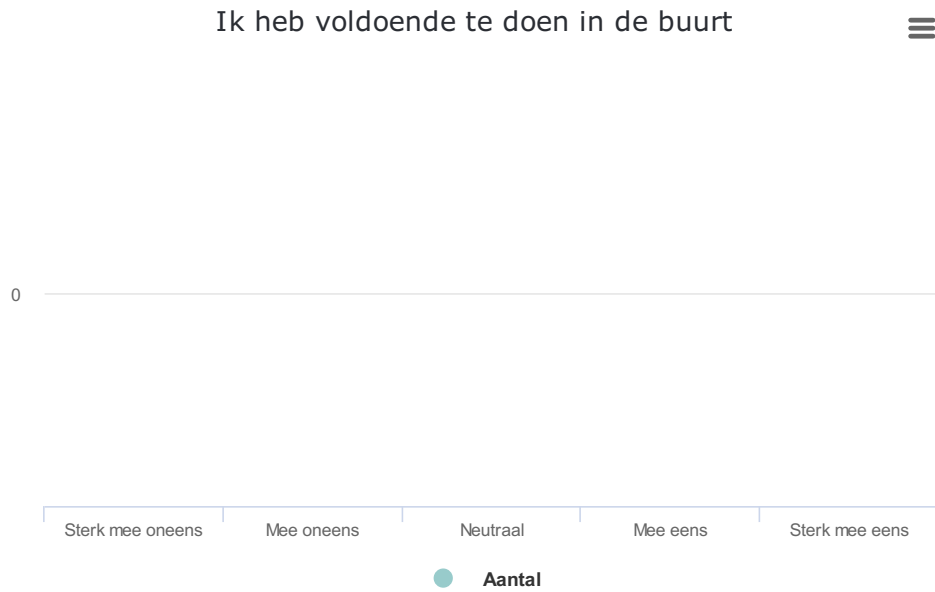 Ik heb voldoende te doen in de buurt
0
Sterk mee oneens
Mee oneens
Neutraal
Mee eens
Sterk mee eens
Aantal